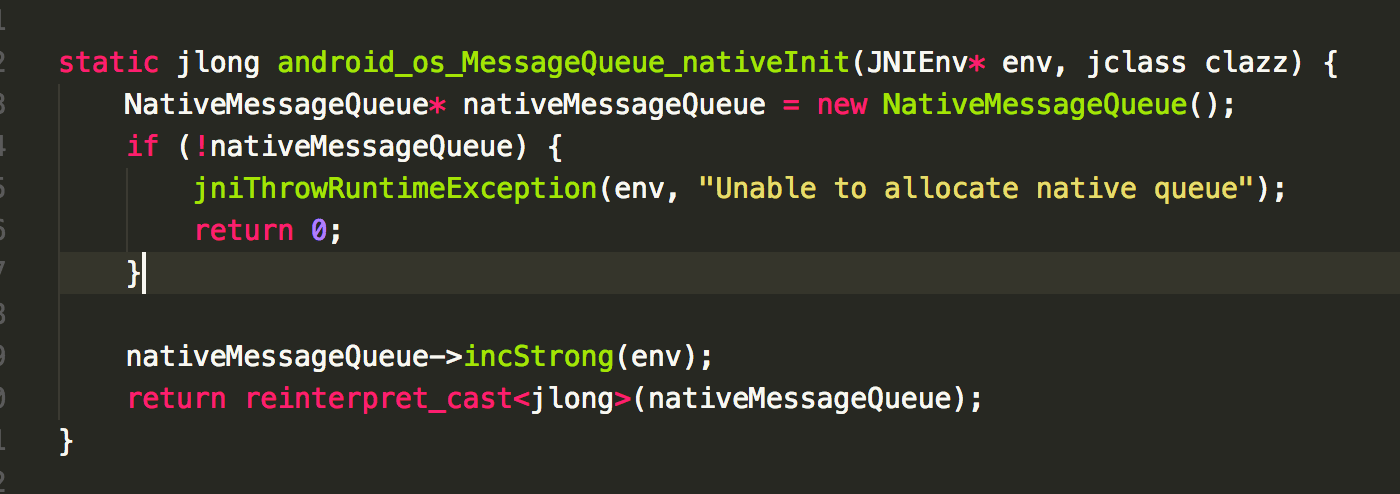 static jlong android_os_MessageQueue_nativeInit(JNIEnv* env, jclass clazz) {
NativeMessageQueue* nativeMessageQueue = new NativeMessageQueue();
if (!nativeMessageQueue) {
jniThrowRuntimeException(env, "Unable to allocate native queue");
return 0;
}
nativeMessageQueue->incStrong(env);
return reinterpret_cast<jlong>(nativeMessageQueue);
}